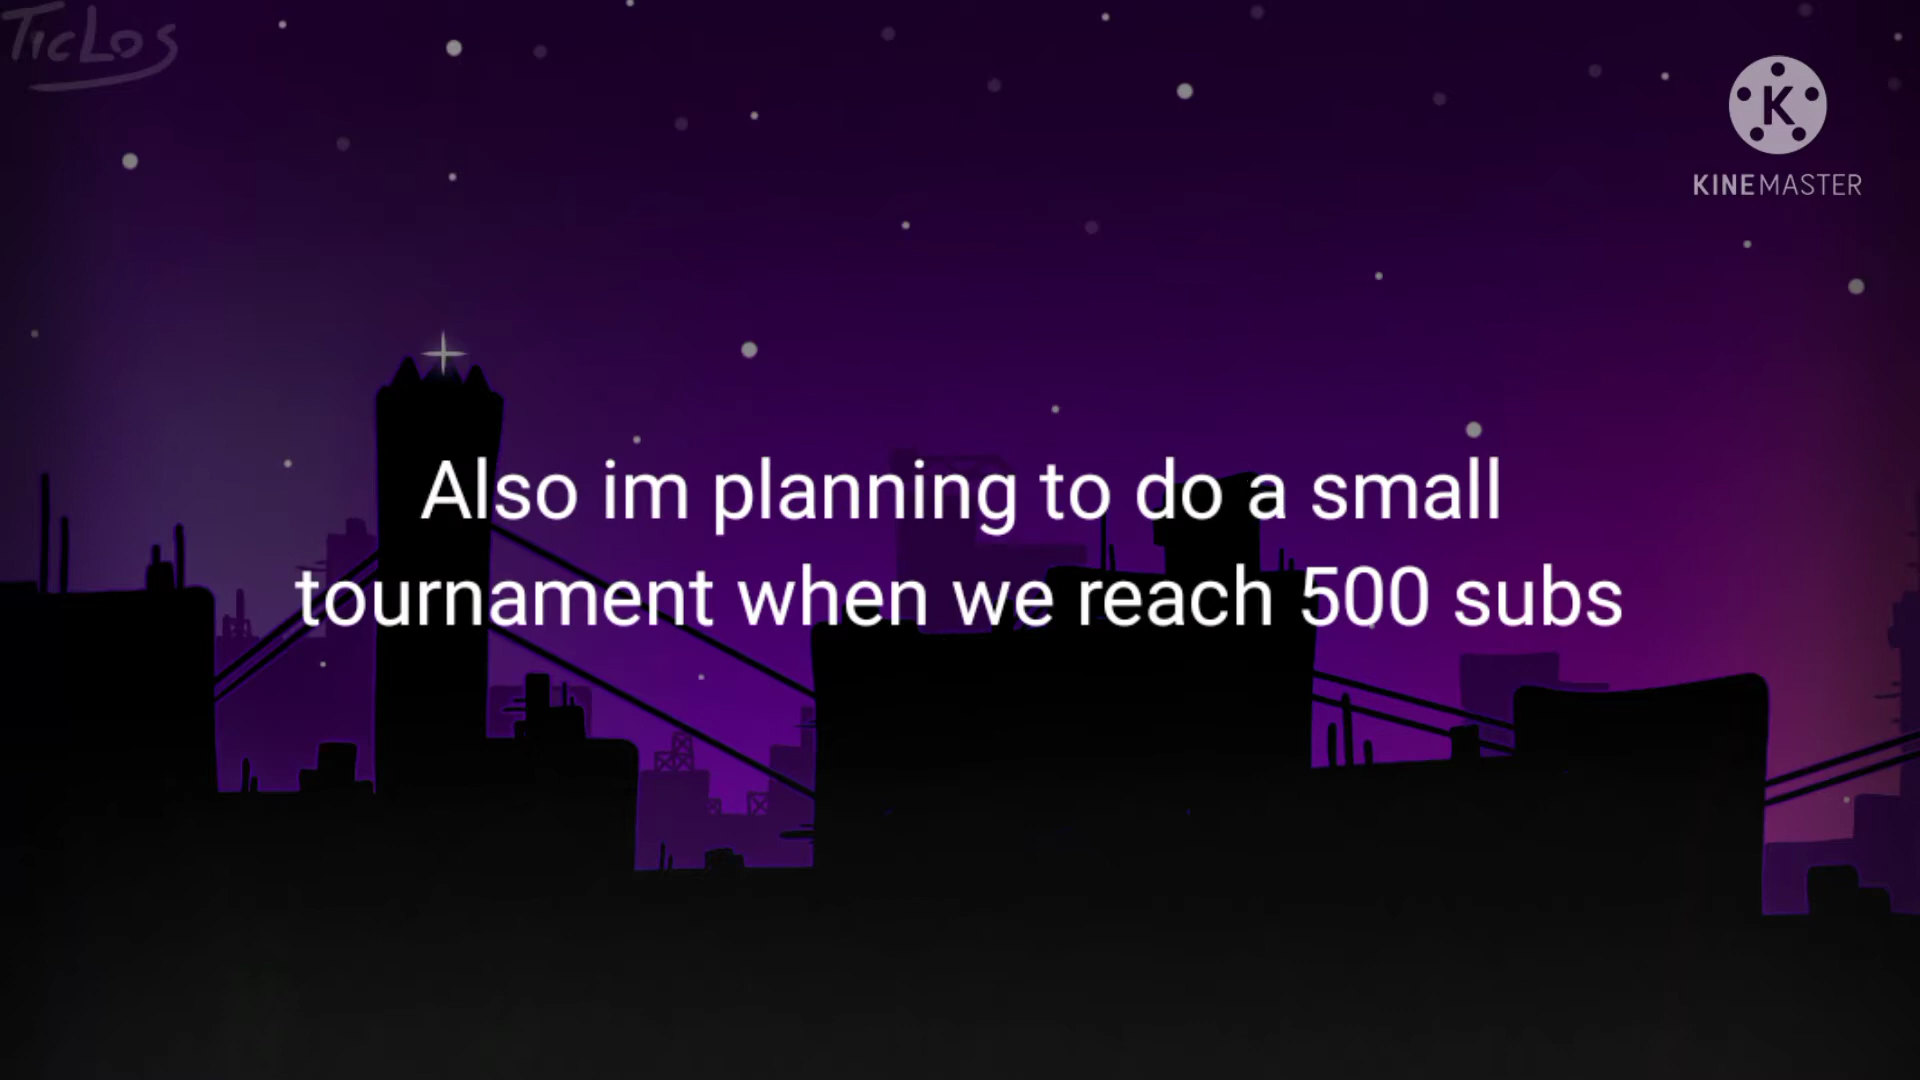 TicLos
K
KINEMASTER
Also im planning to do a small
tournament when we reach 500 subs